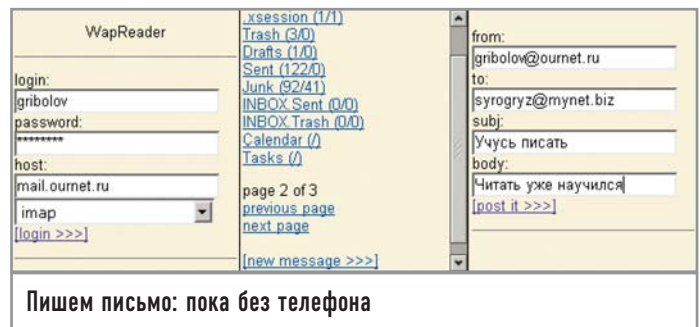 WapReader
login:
gribolov
password:
********
host:
mail.ournet.ru
imap
[login >>>]
.xsession (1/1)
Trash (3/0)
Drafts (1/0)
Sent (122/0)
Junk (92/41)
INBOX.Sent (0/0)
INBOX.Trash (0/0)
Calendar (/)
Tasks (/)
page 2 of 3
previous page
next page
[new message >>>]
from:
gribolov@ournet.ru
to:
syrogryz@mynet.biz
subj:
Учусь писать
body:
Читать уже научился
[post it >>>]
Пишем письмо: пока без телефона